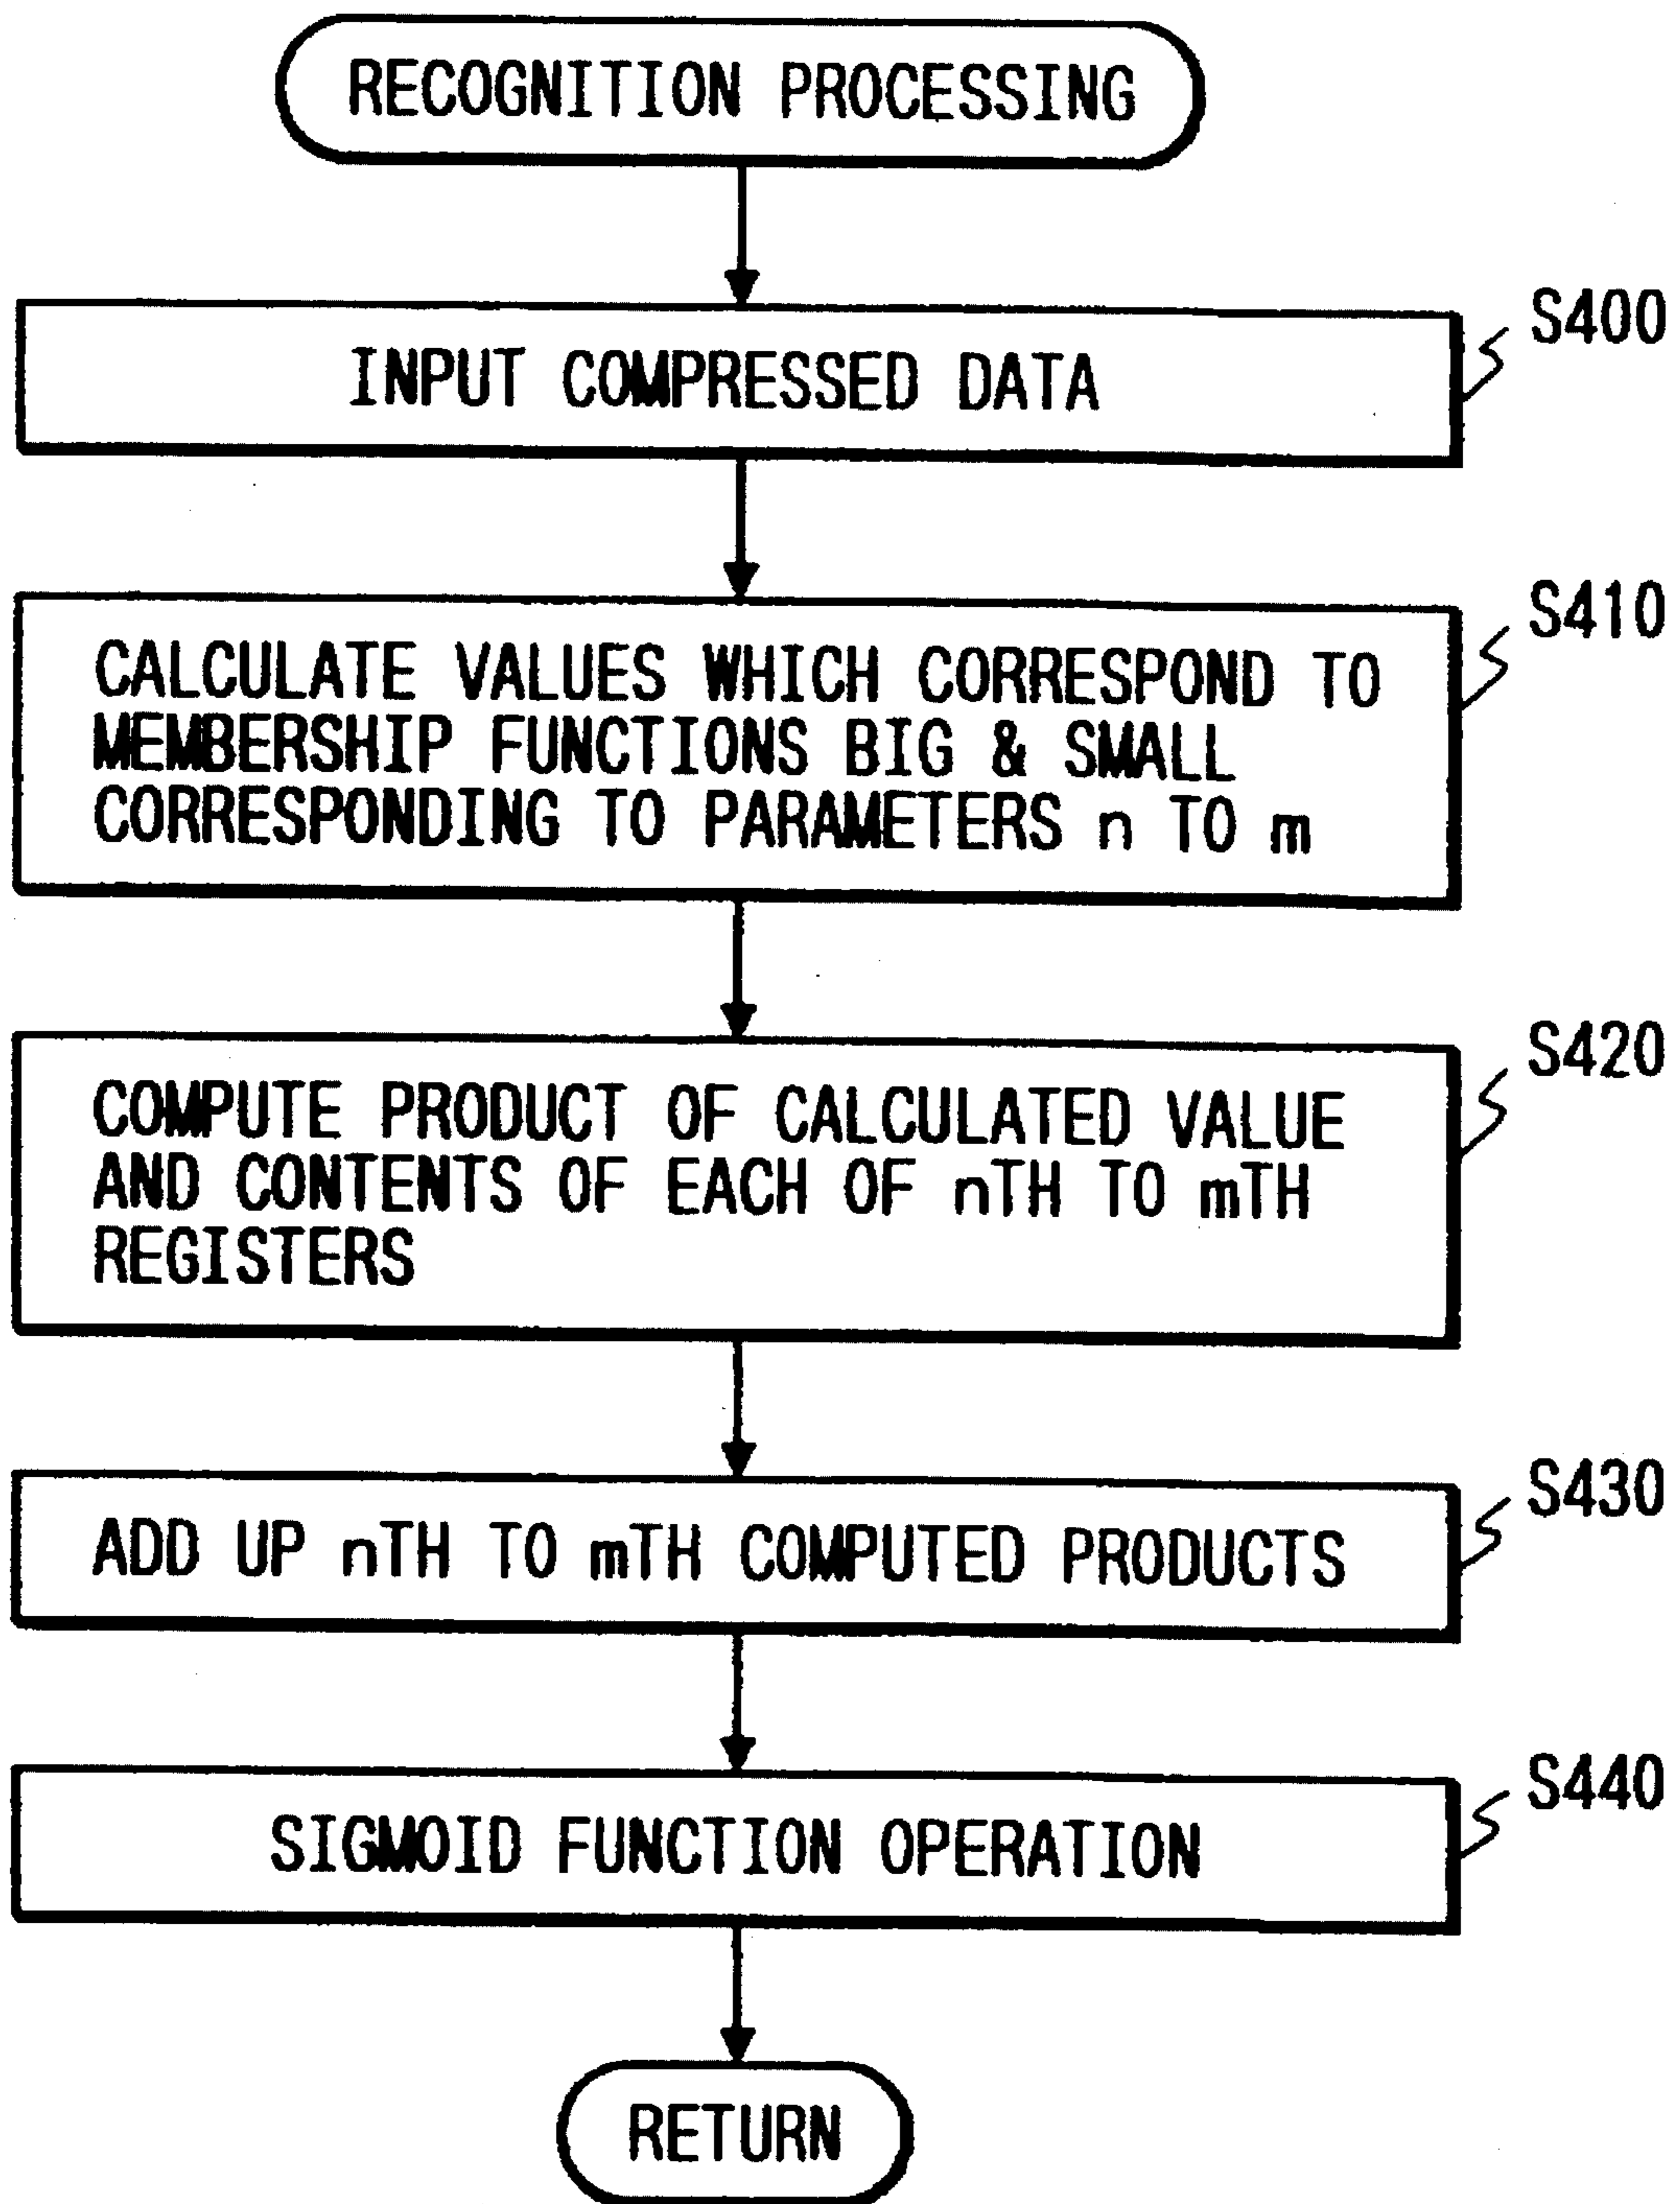 RECOGNITION PROCESSING
S400
INPUT COMPRESSED DATA
S410
CALCULATE VALUES WHICH CORRESPOND TO
MEMBERSHIP FUNCTIONS BIG & SMALL
CORRESPONDING TO PARAMETERS n TO m
S420
COMPUTE PRODUCT OF CALCULATED VALUE
AND CONTENTS OF EACH OF nTH TO mTH
REGISTERS
S430
ADD UP nTH TO mTH COMPUTED PRODUCTS
S440
SIGMOID FUNCTION OPERATION
RETURN